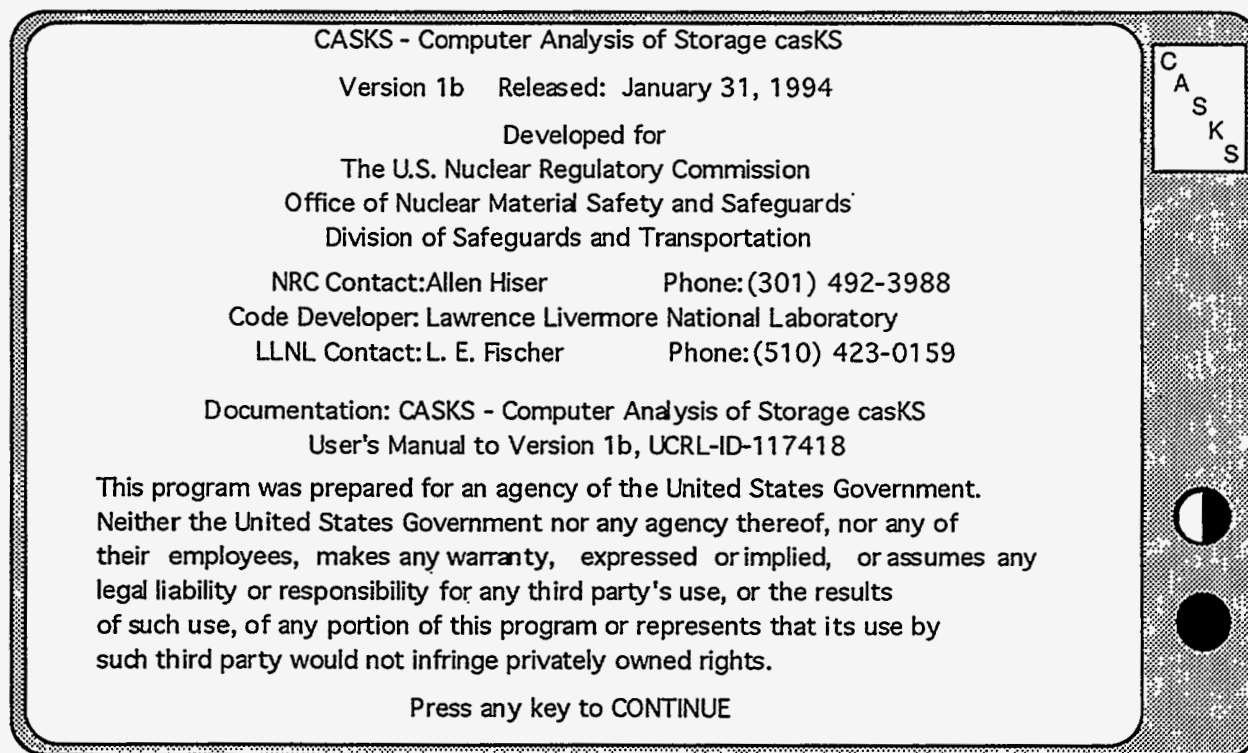 CASKS - Computer Analysis of Storage casKS
Version 1b Released: January 31, 1994
Developed for
The U.S. Nuclear Regulatory Commission
Office of Nuclear Material Safety and Safeguards
Division of Safeguards and Transportation
NRC Contact:Allen Hiser Phone:(301) 492-3988
Code Developer: Lawrence Livermore National Laboratory
LLNL Contact: L. E. Fischer Phone:(510) 423-0159
Documentation: CASKS - Computer Analysis of Storage casKS
User's Manual to Version 1b, UCRL-ID-117418
This program was prepared for an agency of the United States Government.
Neither the United States Government nor any agency thereof, nor any of
their employees, makes any warranty, expressed or implied, or assumes any
legal liability or responsibility for any third party's use, or the results
of such use, of any portion of this program or represents that its use by
such third party would not infringe privately owned rights.
Press any key to CONTINUE
CASKS